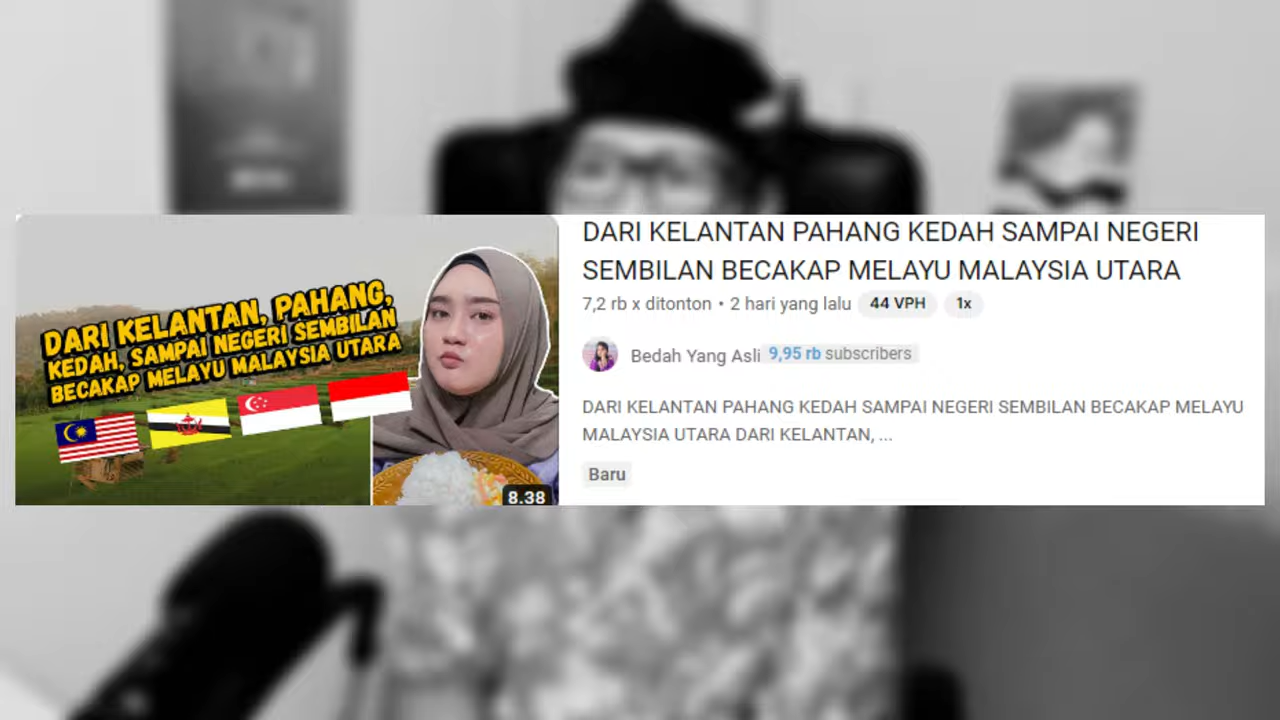 DARI KELANTAN, PAHANG,
KEDAH, SAMPAI NEGERI SEMBILAN
BECAKAP MELAYU MALAYSIA UTARA
8.38
DARI KELANTAN PAHANG KEDAH SAMPAI NEGERI
SEMBILAN BECAKAP MELAYU MALAYSIA UTARA
7,2 rb x ditonton • 2 hari yang lalu 44 VPH 1x
Bedah Yang Asli 9,95 rb subscribers
DARI KELANTAN PAHANG KEDAH SAMPAI NEGERI SEMBILAN BECAKAP MELAYU
MALAYSIA UTARA DARI KELANTAN, ...
Baru